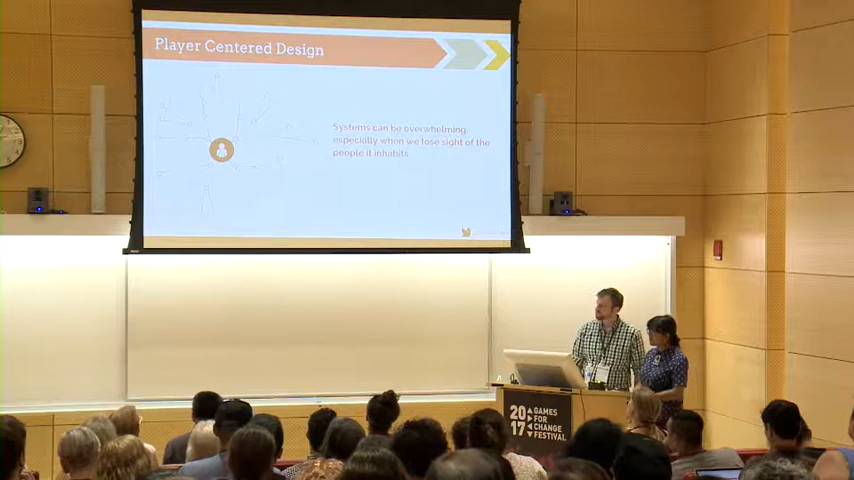 Player Centered Design
Systems can be overwhelming
especially when we lose sight of the
people it inhabits
20 GAMES
FOR
17 CHANGE
FESTIVAL